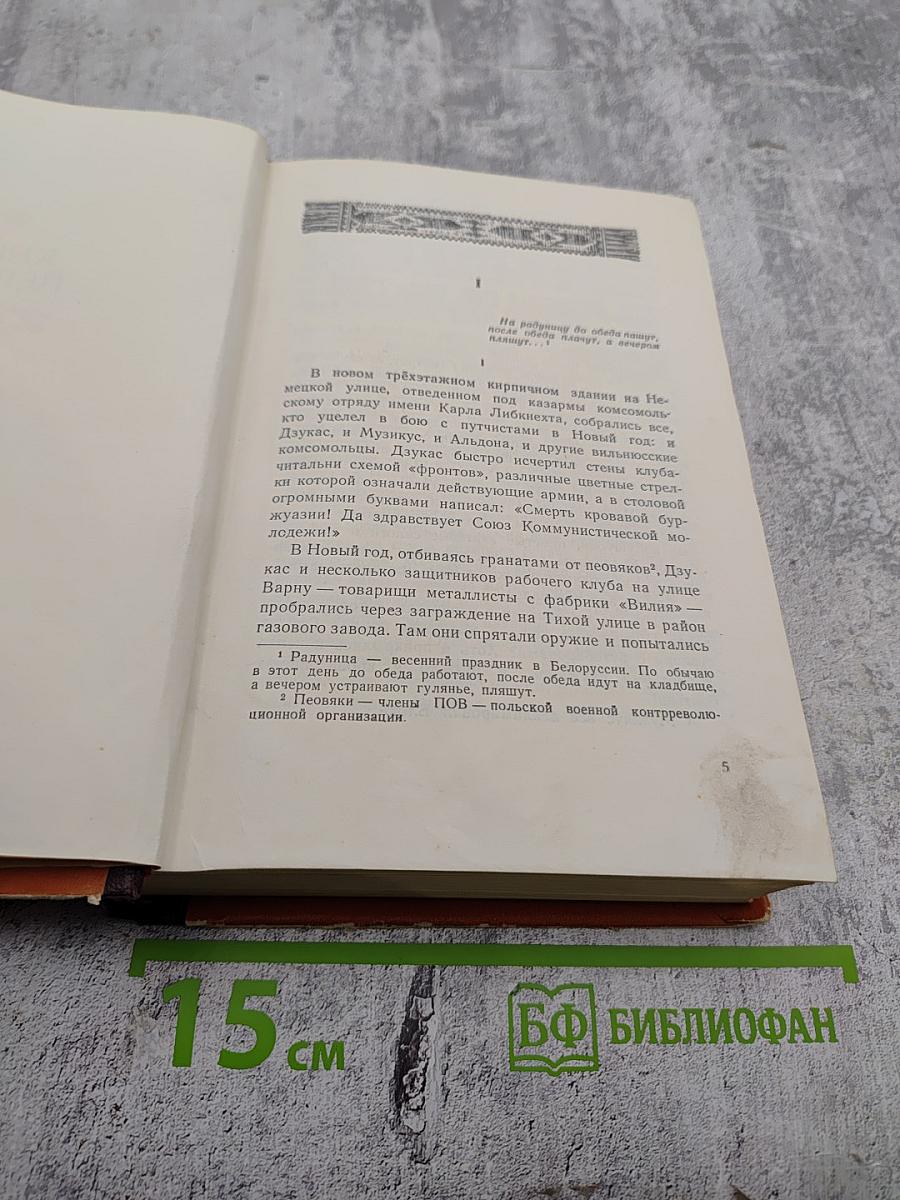 I
На радуницу до обеда пашут,
после обеда плачут, а вечером
пляшут...¹
1
В новом трёхэтажном кирпичном здании на Не-
мецкой улице, отведенном под казармы комсомоль-
скому отряду имени Карла Либкнехта, собрались все,
кто уцелел в бою с путчистами в Новый год: и
Дзукас, и Музикус, и Альдона, и другие вильнюсские
комсомольцы. Дзукас быстро исчертил стены клуба-
читальни схемой «фронтов», различные цветные стрел-
ки которой означали действующие армии, а в столовой
огромными буквами написал: «Смерть кровавой бур-
жуазии! Да здравствует Союз Коммунистической мо-
лодежи!»
В Новый год, отбиваясь гранатами от пеовяков², Дзу-
кас и несколько защитников рабочего клуба на улице
Варну — товарищи металлисты с фабрики «Вилия» —
пробрались через заграждение на Тихой улице в район
газового завода. Там они спрятали оружие и попытались
¹ Радуница — весенний праздник в Белоруссии. По обычаю
в этот день до обеда работают, после обеда идут на кладбище,
а вечером устраивают гулянье, пляшут.
² Пеовяки — члены ПОВ — польской военной контрреволю-
ционной организации.
5
15 см
БФ БИБЛИОФАН